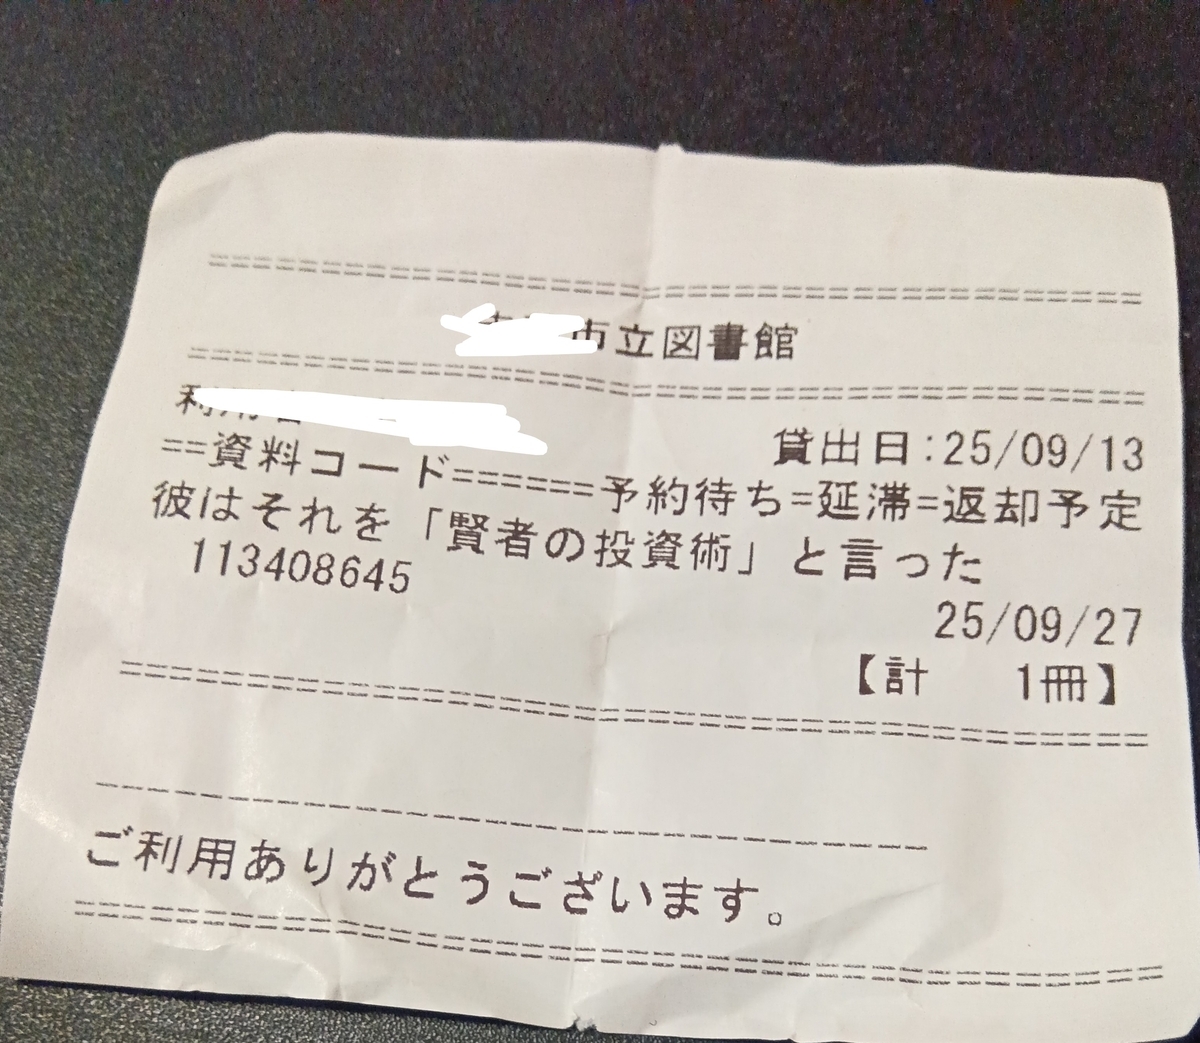 市立図書館
貸出日:25/09/13
==資料コード======予約待ち=延滞=返却予定
彼はそれを「賢者の投資術」と言った
113408645
25/09/27
【計 1冊】
ご利用ありがとうございます。